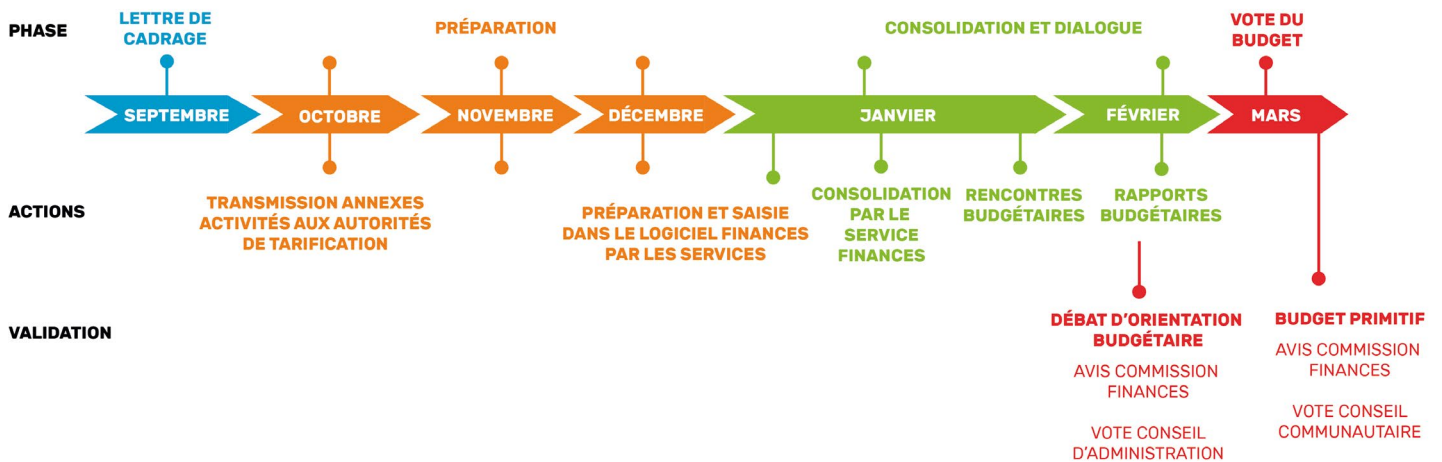 PHASE
LETTRE DE
CADRAGE
PRÉPARATION
CONSOLIDATION ET DIALOGUE
VOTE DU
BUDGET
SEPTEMBRE
OCTOBRE
NOVEMBRE
DÉCEMBRE
JANVIER
FÉVRIER
MARS
ACTIONS
TRANSMISSION ANNEXES
ACTIVITÉS AUX AUTORITÉS
DE TARIFICATION
PRÉPARATION ET SAISIE
DANS LE LOGICIEL FINANCES
PAR LES SERVICES
CONSOLIDATION
PAR LE
SERVICE
FINANCES
RENCONTRES
BUDGÉTAIRES
RAPPORTS
BUDGÉTAIRES
VALIDATION
DÉBAT D'ORIENTATION
BUDGÉTAIRE
AVIS COMMISSION
FINANCES
VOTE CONSEIL
D'ADMINISTRATION
BUDGET PRIMITIF
AVIS COMMISSION
FINANCES
VOTE CONSEIL
COMMUNAUTAIRE